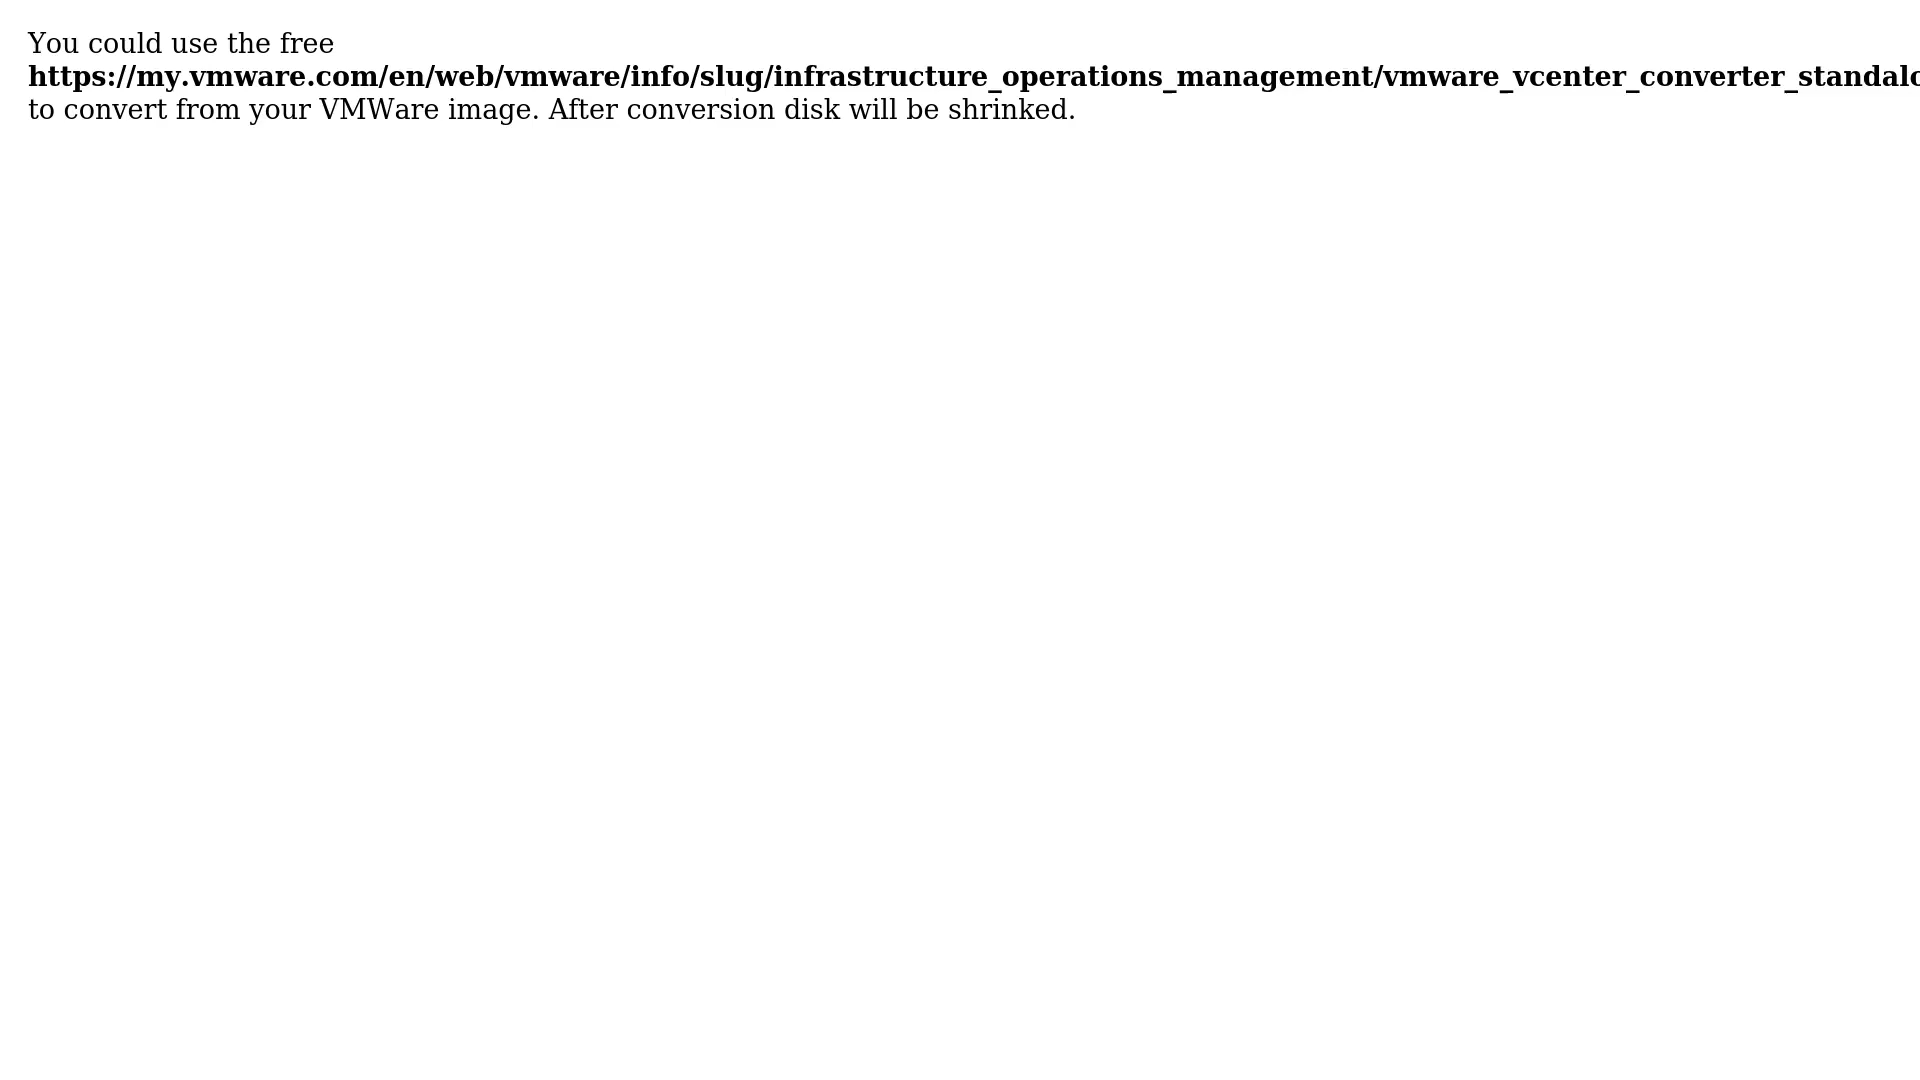 You could use the free
https://my.vmware.com/en/web/vmware/info/slug/infrastructure_operations_management/vmware_vcenter_converter_standalo
to convert from your VMWare image. After conversion disk will be shrinked.